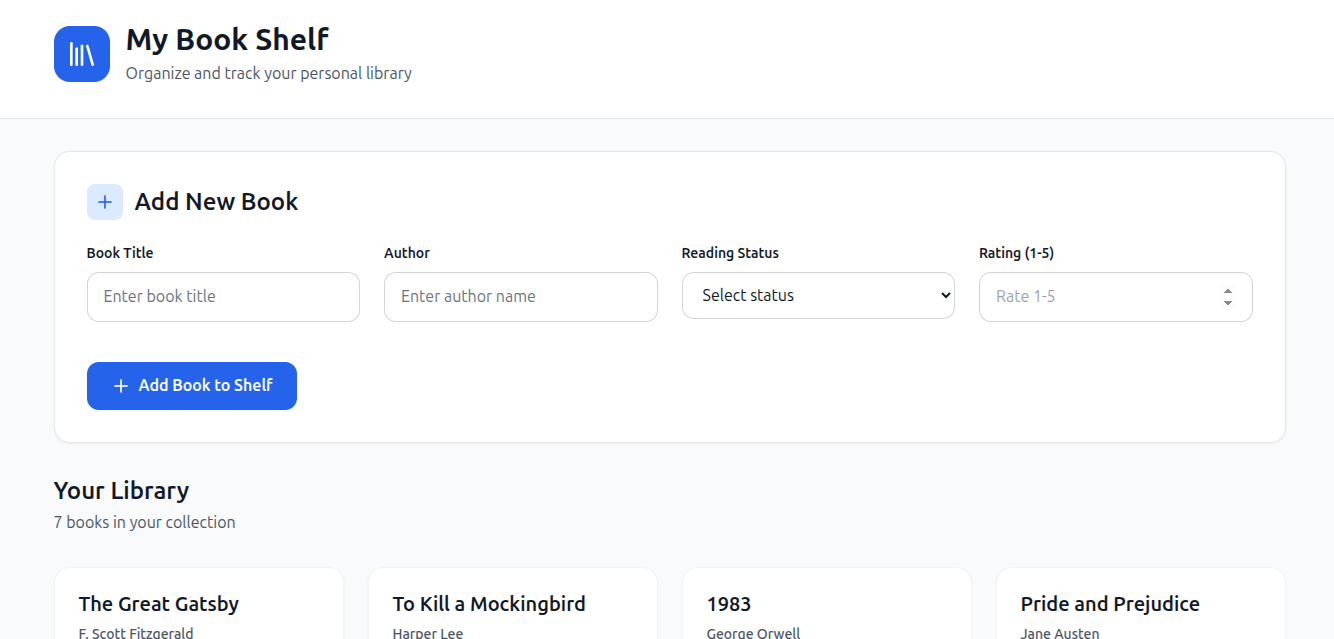 My Book Shelf
Organize and track your personal library
Add New Book
Book Title
Author
Reading Status
Rating (1-5)
Enter book title
Enter author name
Select status
Rate 1-5
Add Book to Shelf
Your Library
7 books in your collection
The Great Gatsby
To Kill a Mockingbird
1983
Pride and Prejudice
F. Scott Fitzgerald
Harper Lee
George Orwell
Jane Austen